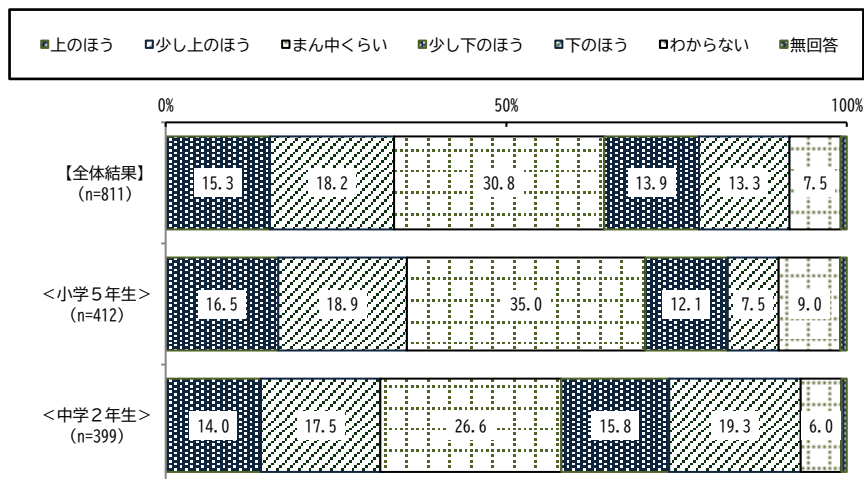 上のほう 少し上のほう まん中くらい 少し下のほう 下のほう わからない 無回答
0% 50% 100%
【全体結果】
(n=811)
15.3 18.2 30.8 13.9 13.3 7.5
＜小学５年生＞
(n=412)
16.5 18.9 35.0 12.1 7.5 9.0
＜中学２年生＞
(n=399)
14.0 17.5 26.6 15.8 19.3 6.0